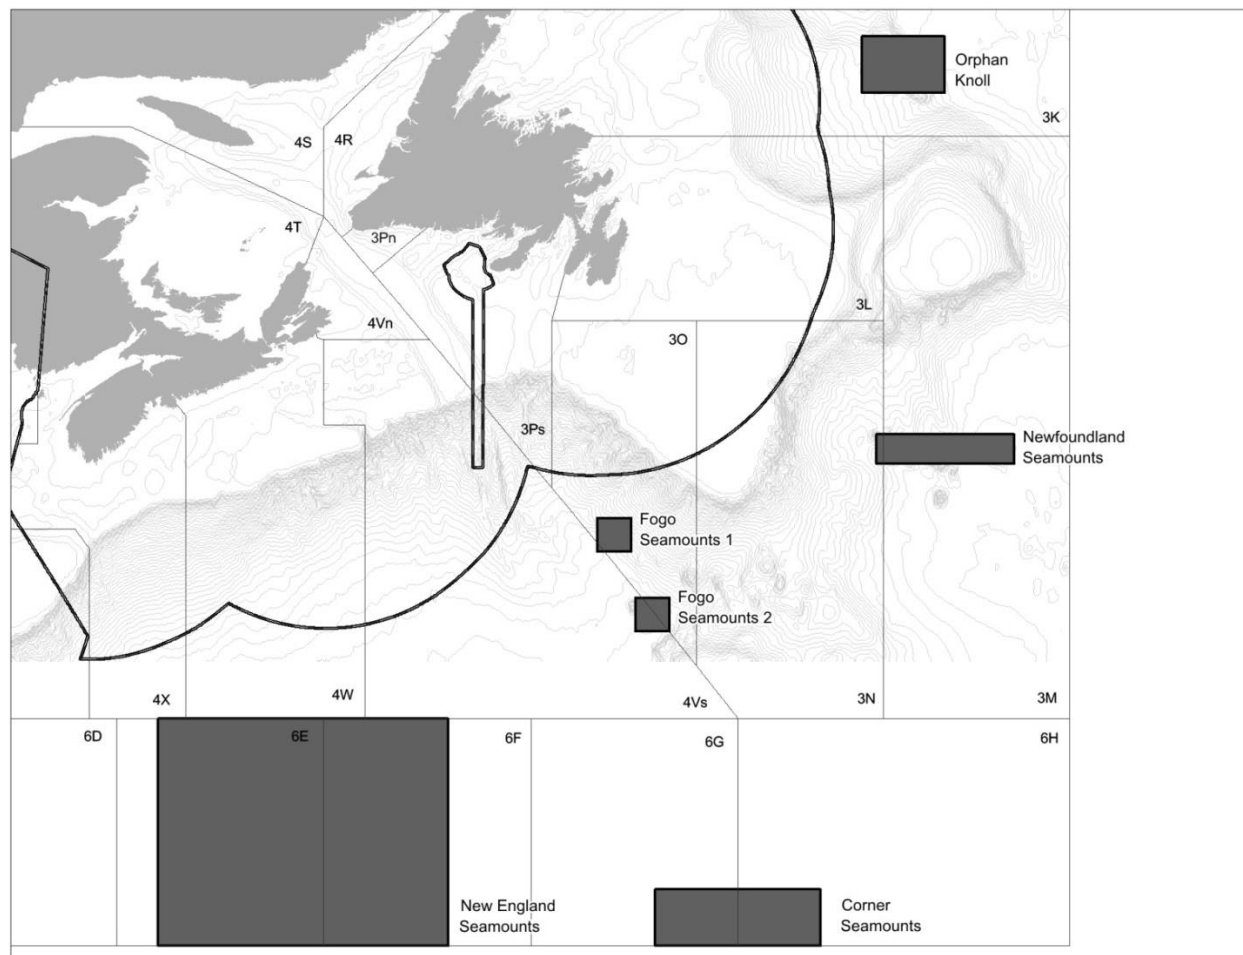 Orphan
Knoll
3K
4S
4R
4T
3Pn
3L
4Vn
3O
3Ps
Newfoundland
Seamounts
Fogo
Seamounts 1
Fogo
Seamounts 2
4X
4W
4Vs
3N
3M
6D
6E
6F
6G
6H
New England
Seamounts
Corner
Seamounts